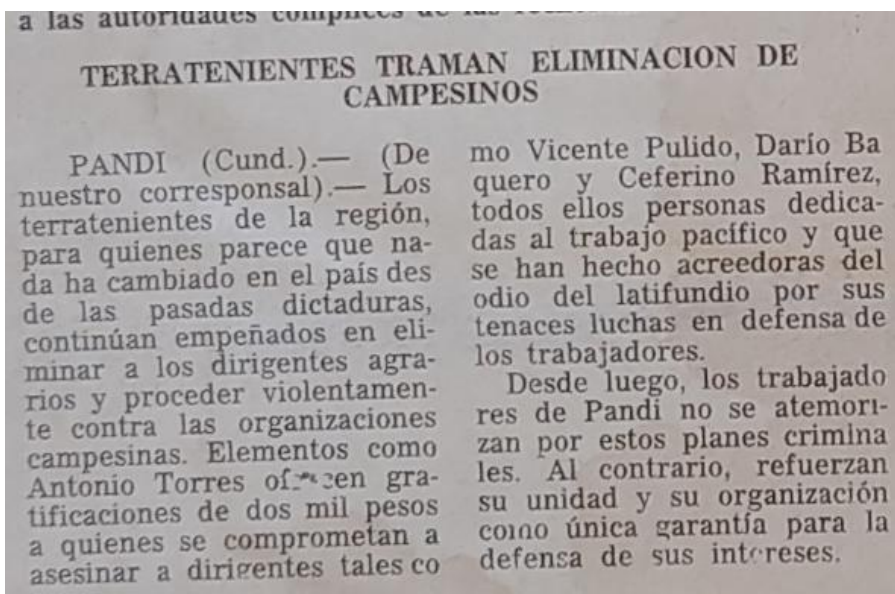 a las autoridades cómplices de las
TERRATENIENTES TRAMAN ELIMINACION DE
CAMPESINOS
PANDI (Cund.).— (De
nuestro corresponsal).— Los
terratenientes de la región,
para quienes parece que na-
da ha cambiado en el país des
de las pasadas dictaduras,
continúan empeñados en eli-
minar a los dirigentes agra-
rios y proceder violentamen-
te contra las organizaciones
campesinas. Elementos como
Antonio Torres ofrecen gra-
tificaciones de dos mil pesos
a quienes se comprometan a
asesinar a dirigentes tales co
mo Vicente Pulido, Darío Ba
quero y Ceferino Ramírez,
todos ellos personas dedica-
das al trabajo pacífico y que
se han hecho acreedoras del
odio del latifundio por sus
tenaces luchas en defensa de
los trabajadores.
Desde luego, los trabajado
res de Pandi no se atemori-
zan por estos planes crimina
les. Al contrario, refuerzan
su unidad y su organización
como única garantía para la
defensa de sus intereses.